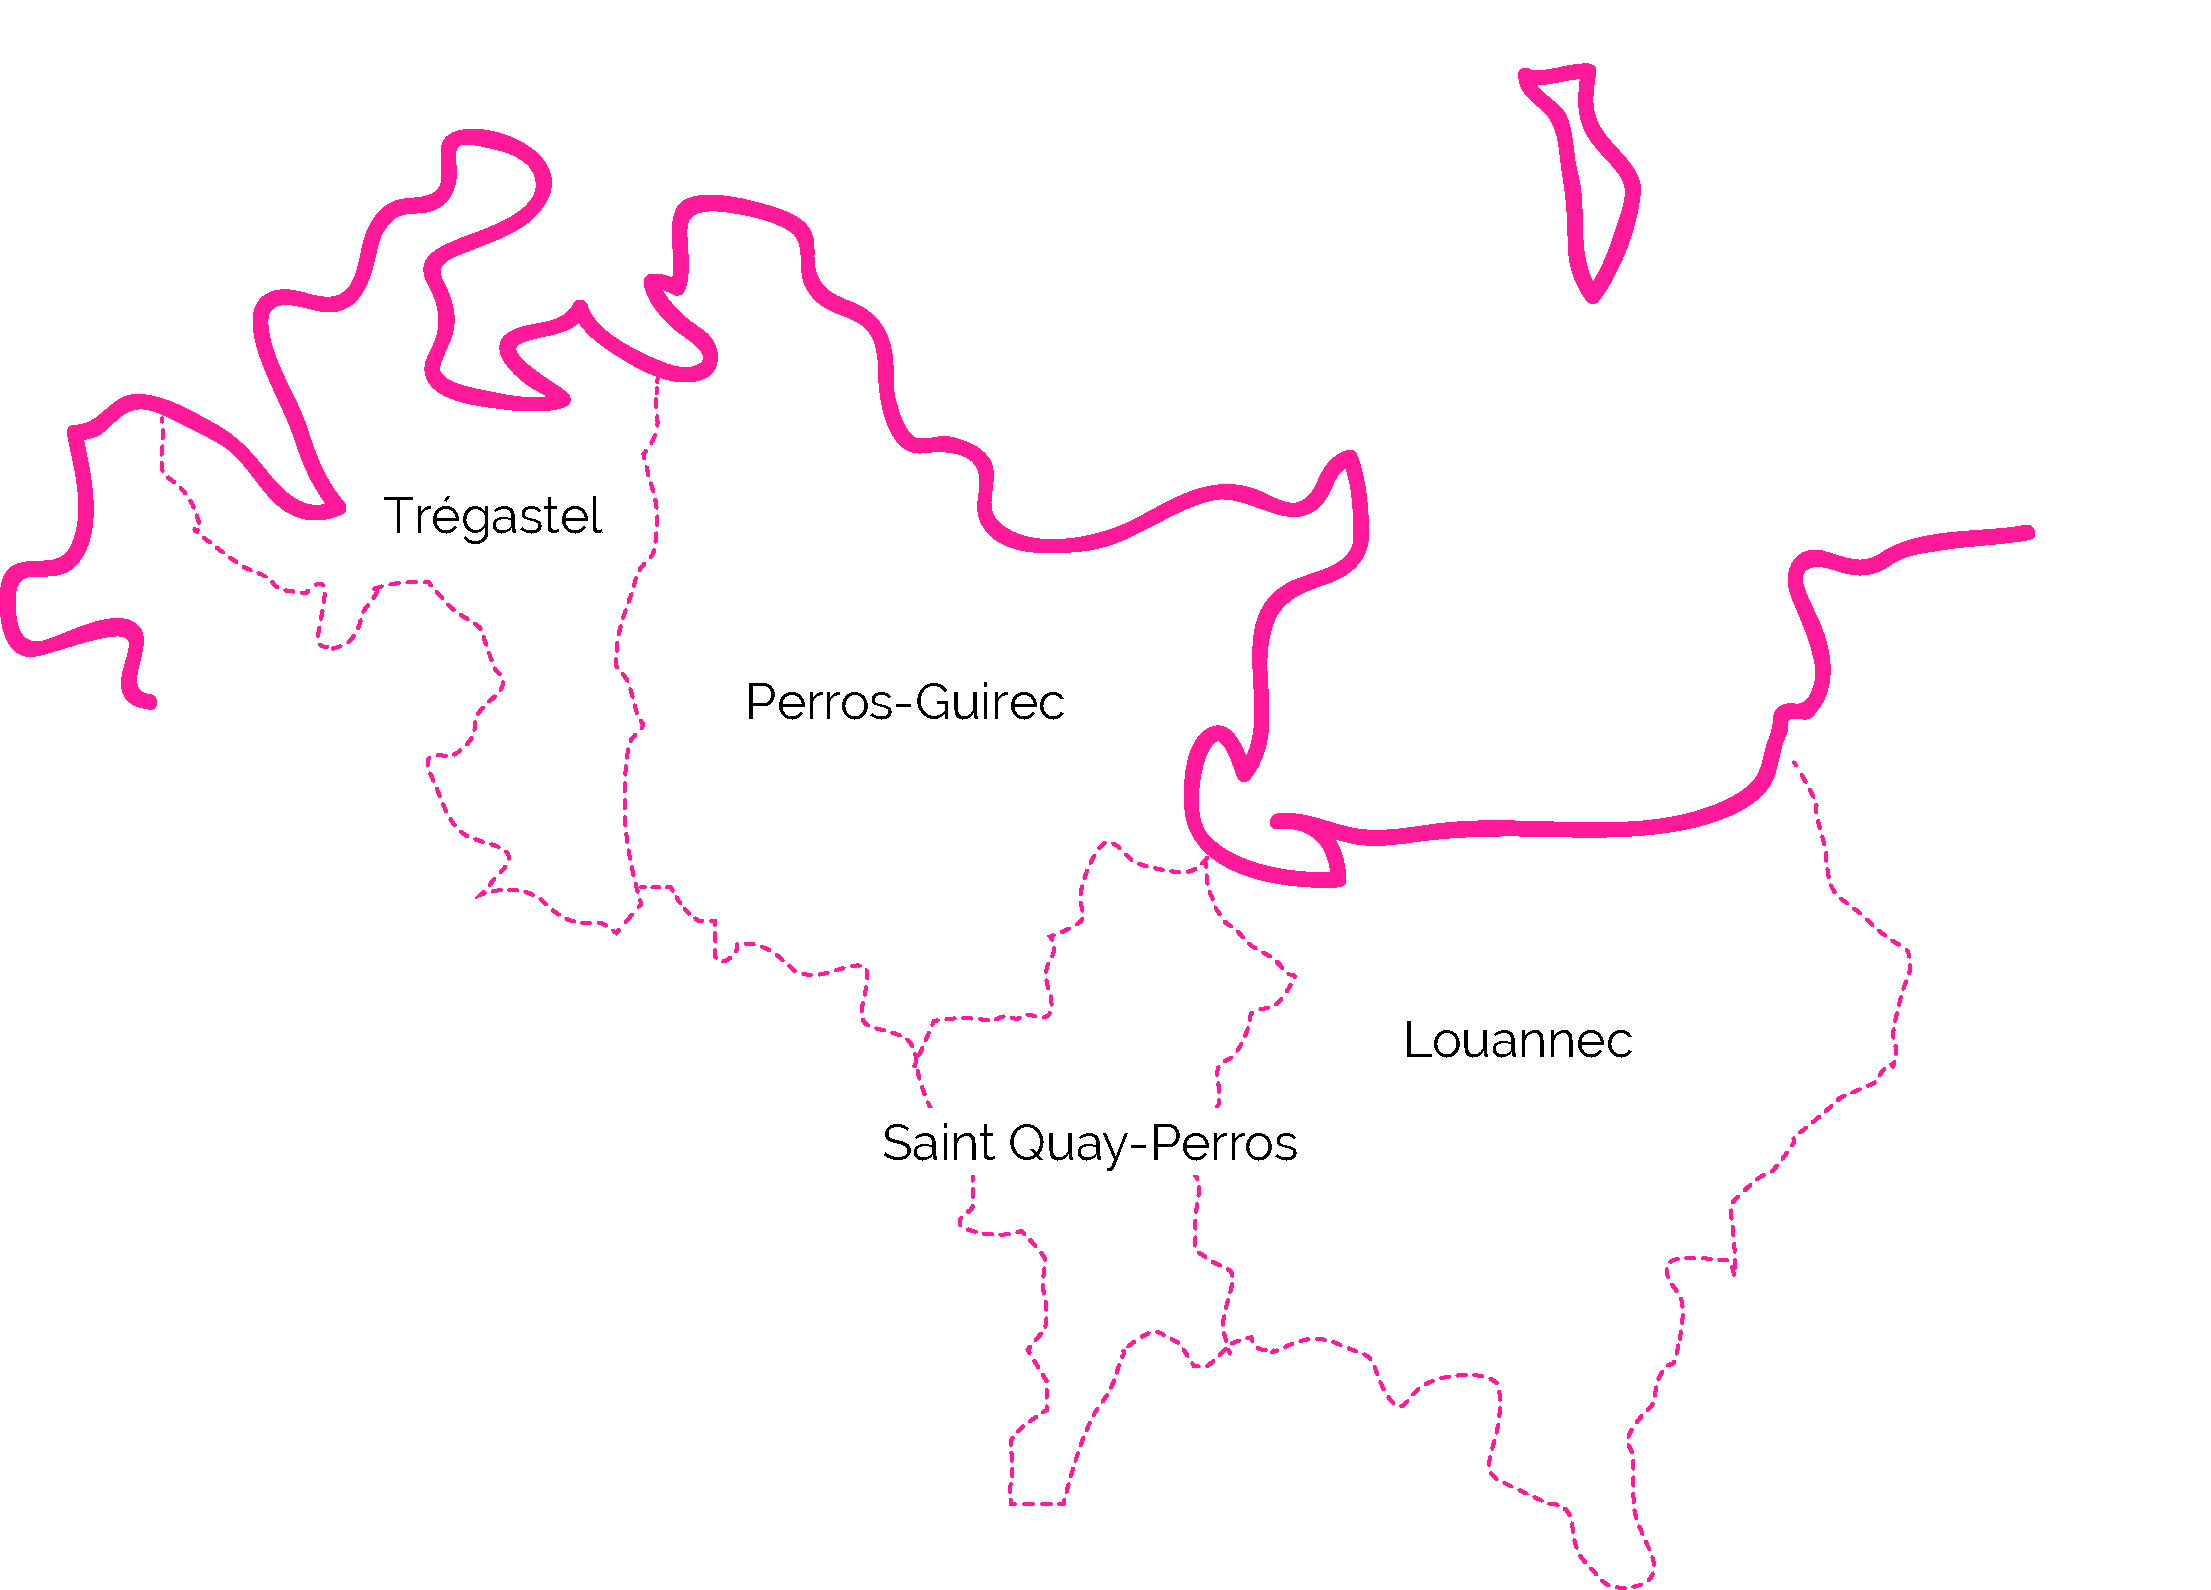 Trégastel
Perros-Guirec
Louannec
Saint Quay-Perros